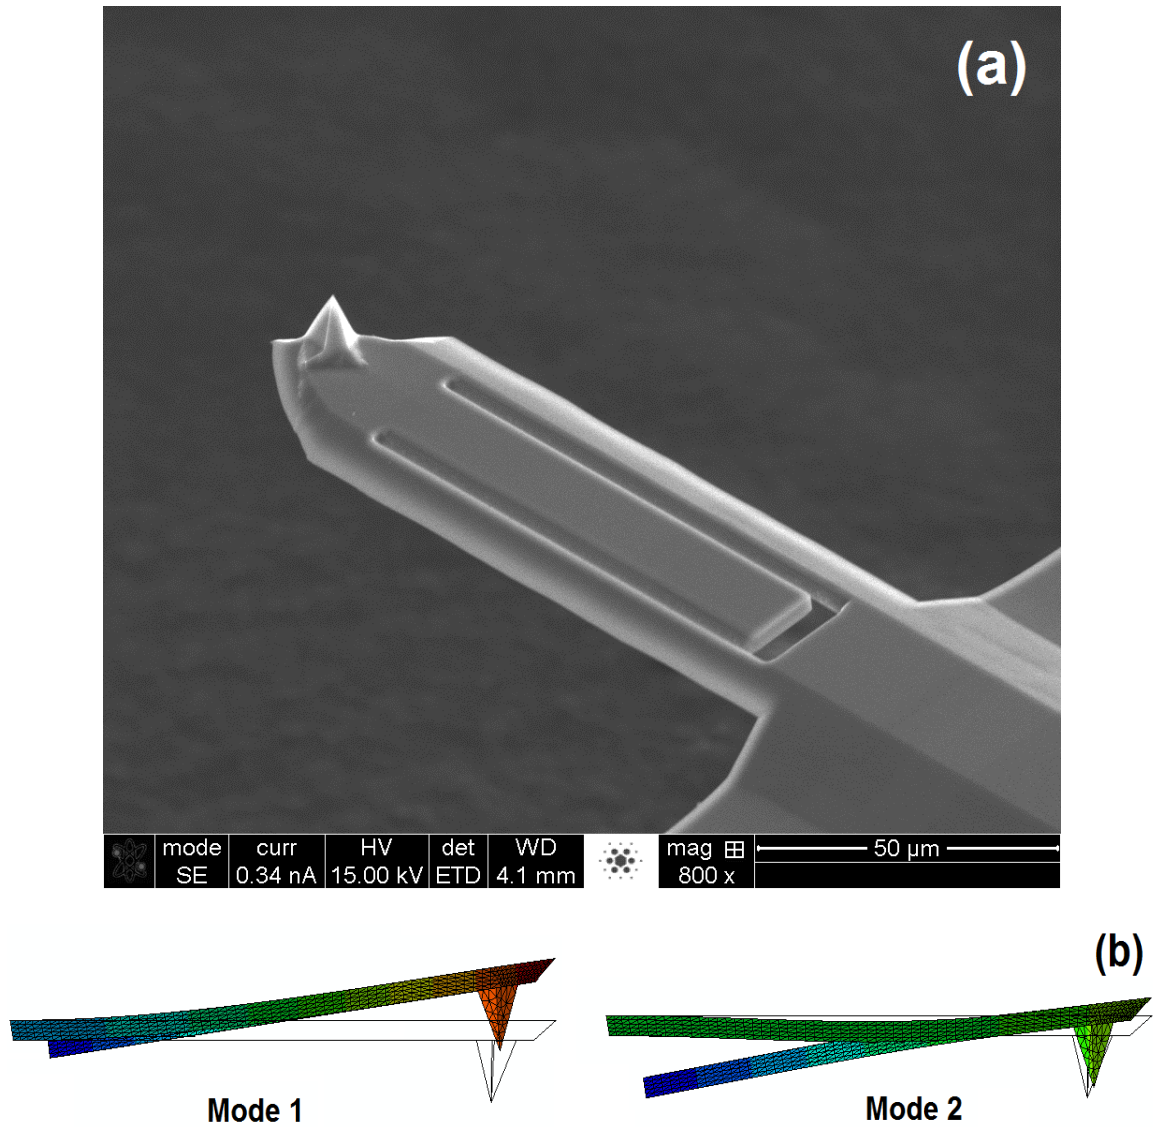 (a)
mode curr HV det WD mag 50 µm
SE 0.34 nA 15.00 kV ETD 4.1 mm 800 x
(b)
Mode 1
Mode 2